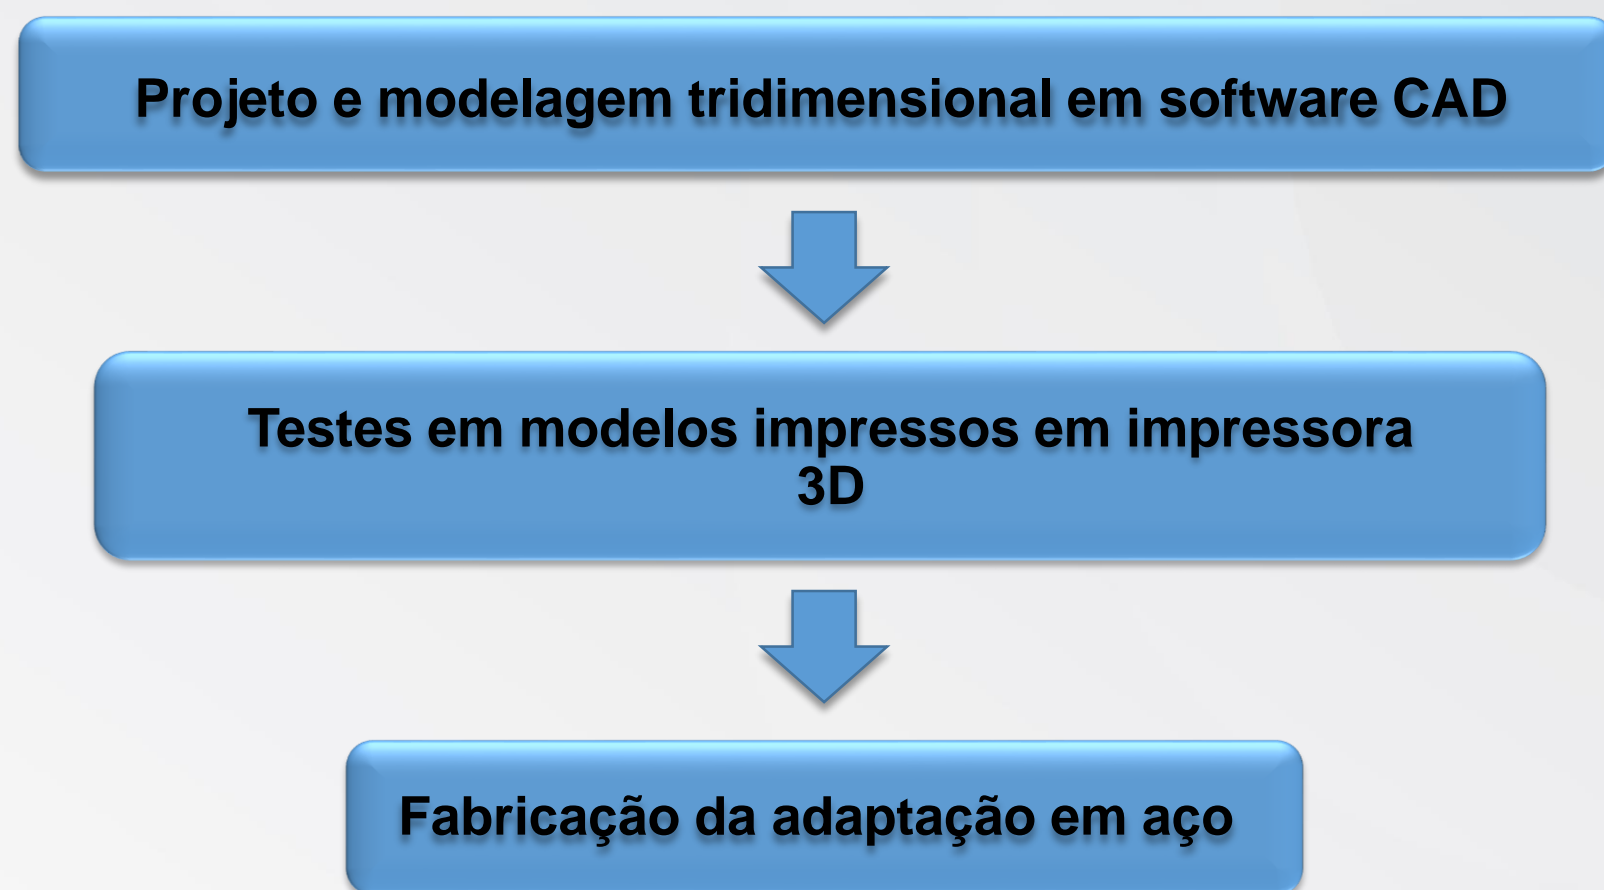 Projeto e modelagem tridimensional em software CAD
Testes em modelos impressos em impressora
3D
Fabricação da adaptação em aço